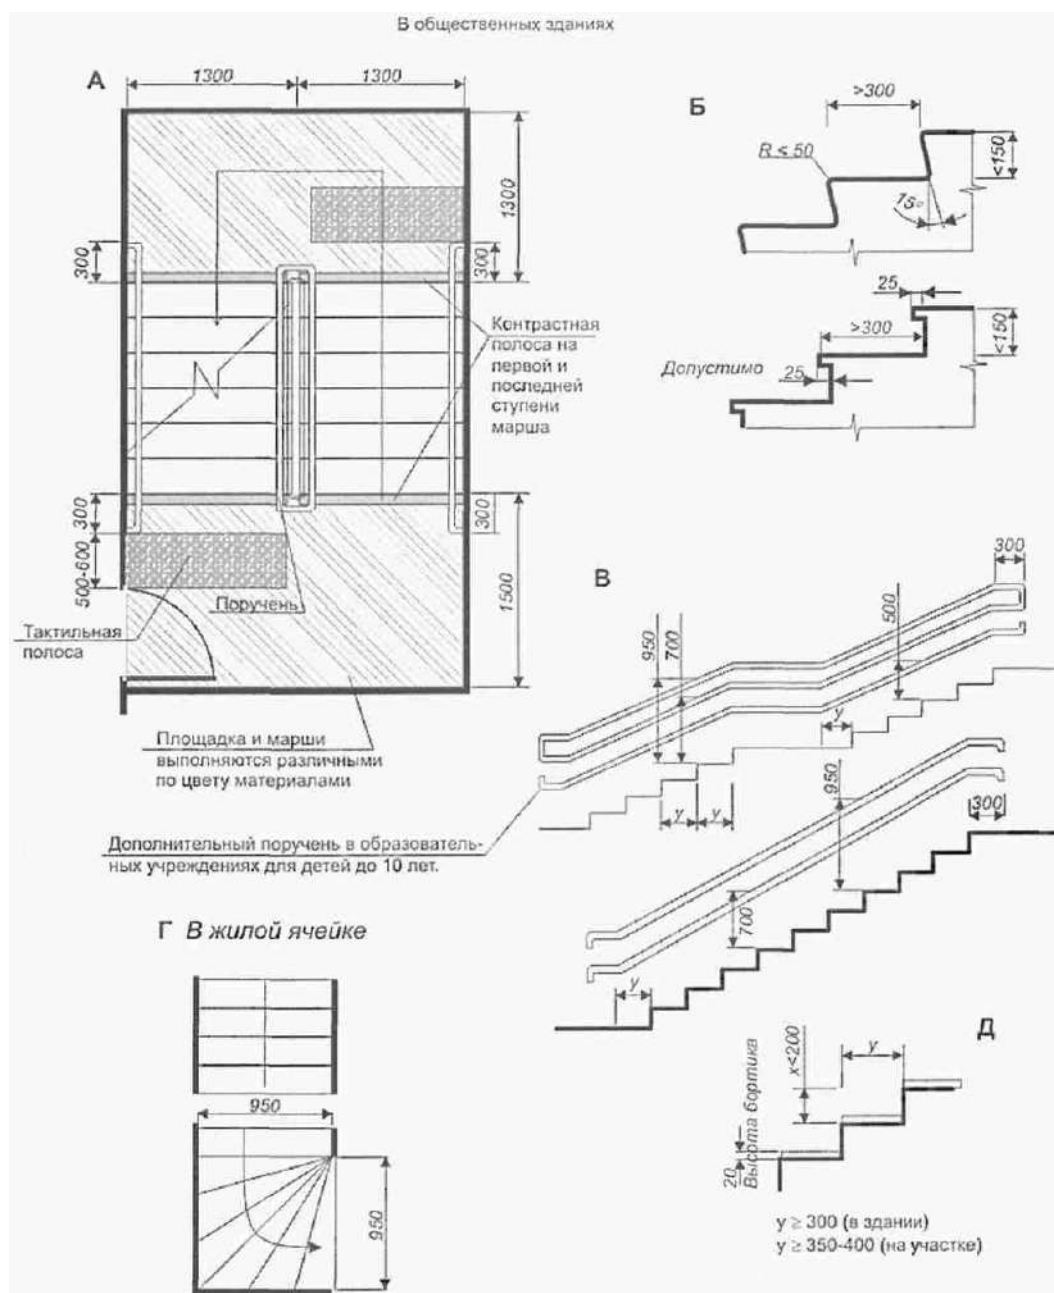 В общественных зданиях
А
1300
1300
1300
300
300
Контрастная
полоса на
первой и
последней
ступени
марша
300
300
500-600
1500
Поручень
Тактильная
полоса
Площадка и марши
выполняются различными
по цвету материалами
Дополнительный поручень в образователь-
ных учреждениях для детей до 10 лет.
Б
>300
R ≤ 50
<150
15°
25
>300
<150
Допустимо
25
В
300
950
700
500
y
y
y
950
300
700
y
Г В жилой ячейке
950
950
Д
x<200
y
Высота бортика
20
y ≥ 300 (в здании)
y ≥ 350-400 (на участке)